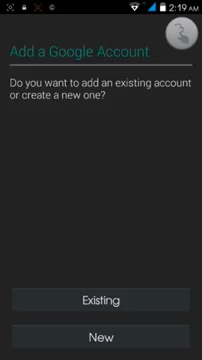 2:19 AM
Add a Google Account
Do you want to add an existing account
or create a new one?
Existing
New